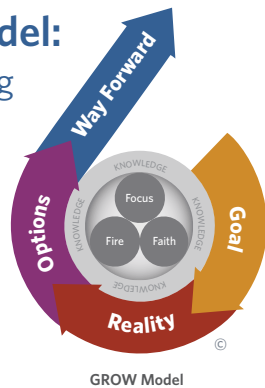 del:
g
Way Forward
KNOWLEDGE
Focus
KNOWLEDGE
KNOWLEDGE
Options
Fire
Faith
Goal
KNOWLEDGE
Reality
©
GROW Model